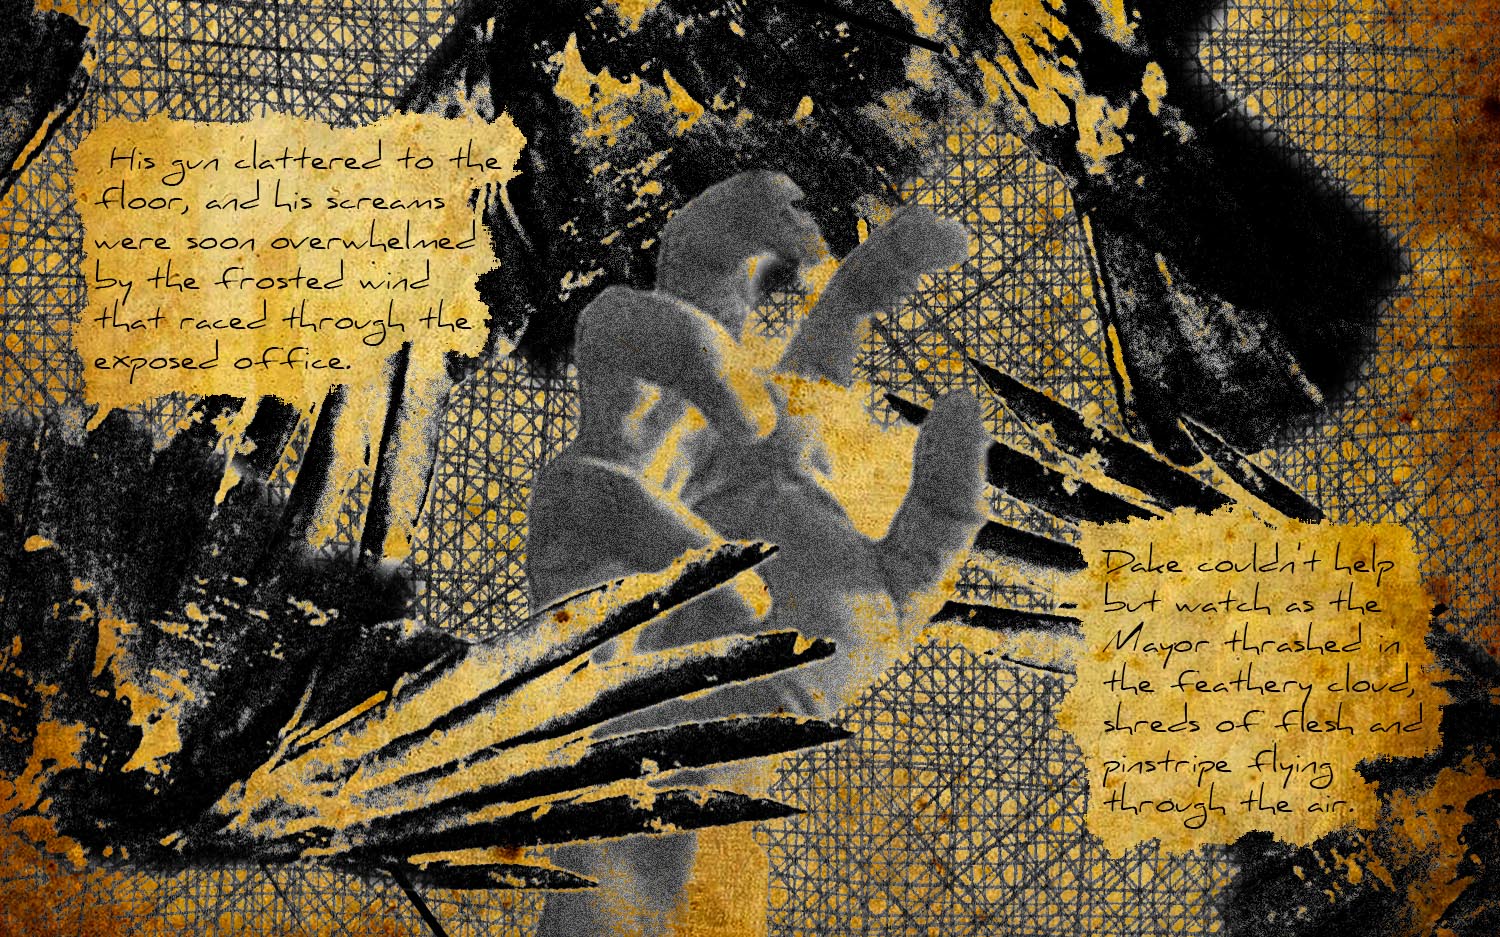 His gun clattered to the
floor, and his screams
were soon overwhelmed
by the frosted wind
that raced through the
exposed office.
Dake couldn't help
but watch as the
Mayor thrashed in
the feathery cloud,
shreds of flesh and
pinstripe flying
through the air.